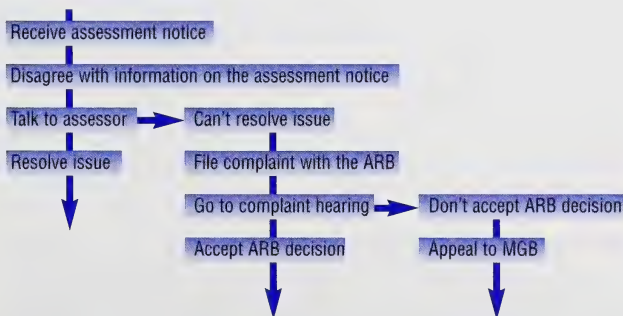 Receive assessment notice
Disagree with information on the assessment notice
Talk to assessor
Can't resolve issue
Resolve issue
File complaint with the ARB
Go to complaint hearing
Don't accept ARB decision
Accept ARB decision
Appeal to MGB